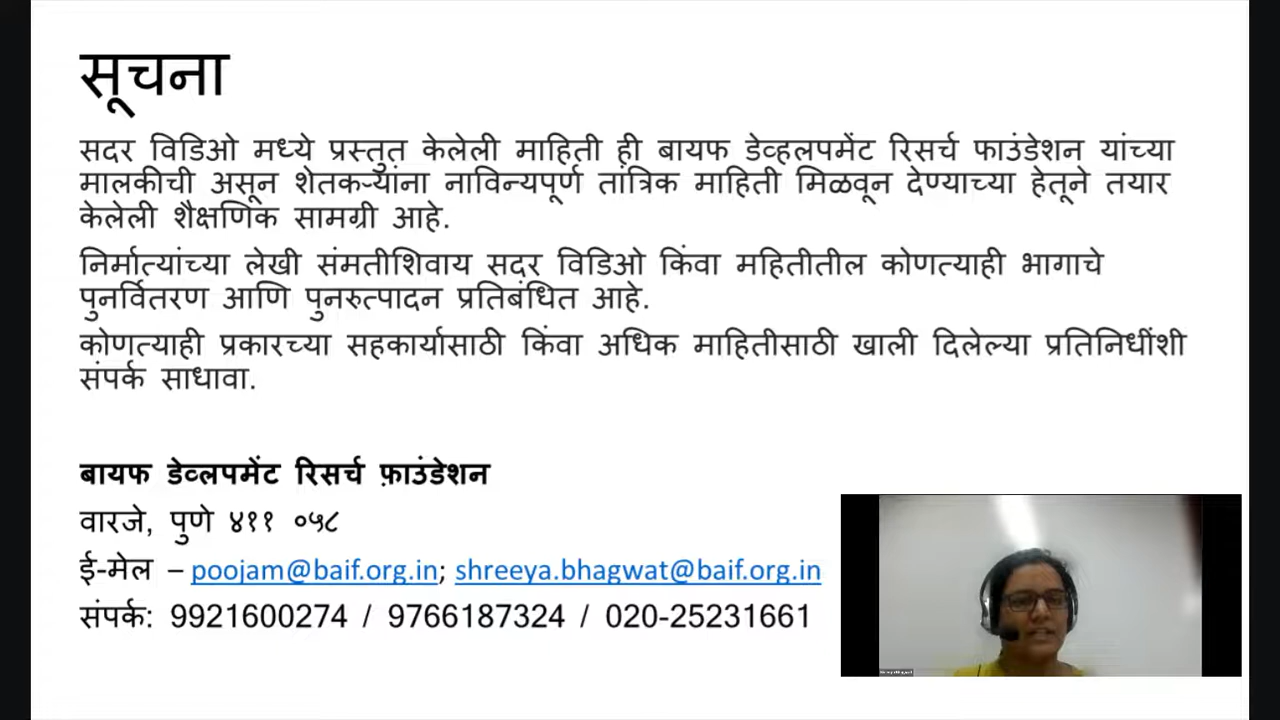 सूचना
सदर विडिओ मध्ये प्रस्तुत केलेली माहिती ही बायफ डेव्हलपमेंट रिसर्च फाउंडेशन यांच्या
मालकीची असून शेतकऱ्यांना नाविन्यपूर्ण तांत्रिक माहिती मिळवून देण्याच्या हेतूने तयार
केलेली शैक्षणिक सामग्री आहे.
निर्मात्यांच्या लेखी संमतीशिवाय सदर विडिओ किंवा महितीतील कोणत्याही भागाचे
पुनर्वितरण आणि पुनरुत्पादन प्रतिबंधित आहे.
कोणत्याही प्रकारच्या सहकार्यासाठी किंवा अधिक माहितीसाठी खाली दिलेल्या प्रतिनिधींशी
संपर्क साधावा.
बायफ डेव्लपमेंट रिसर्च फ़ाउंडेशन
वारजे, पुणे ४११ ०५८
ई-मेल – poojam@baif.org.in; shreeya.bhagwat@baif.org.in
संपर्क: 9921600274 / 9766187324 / 020-25231661